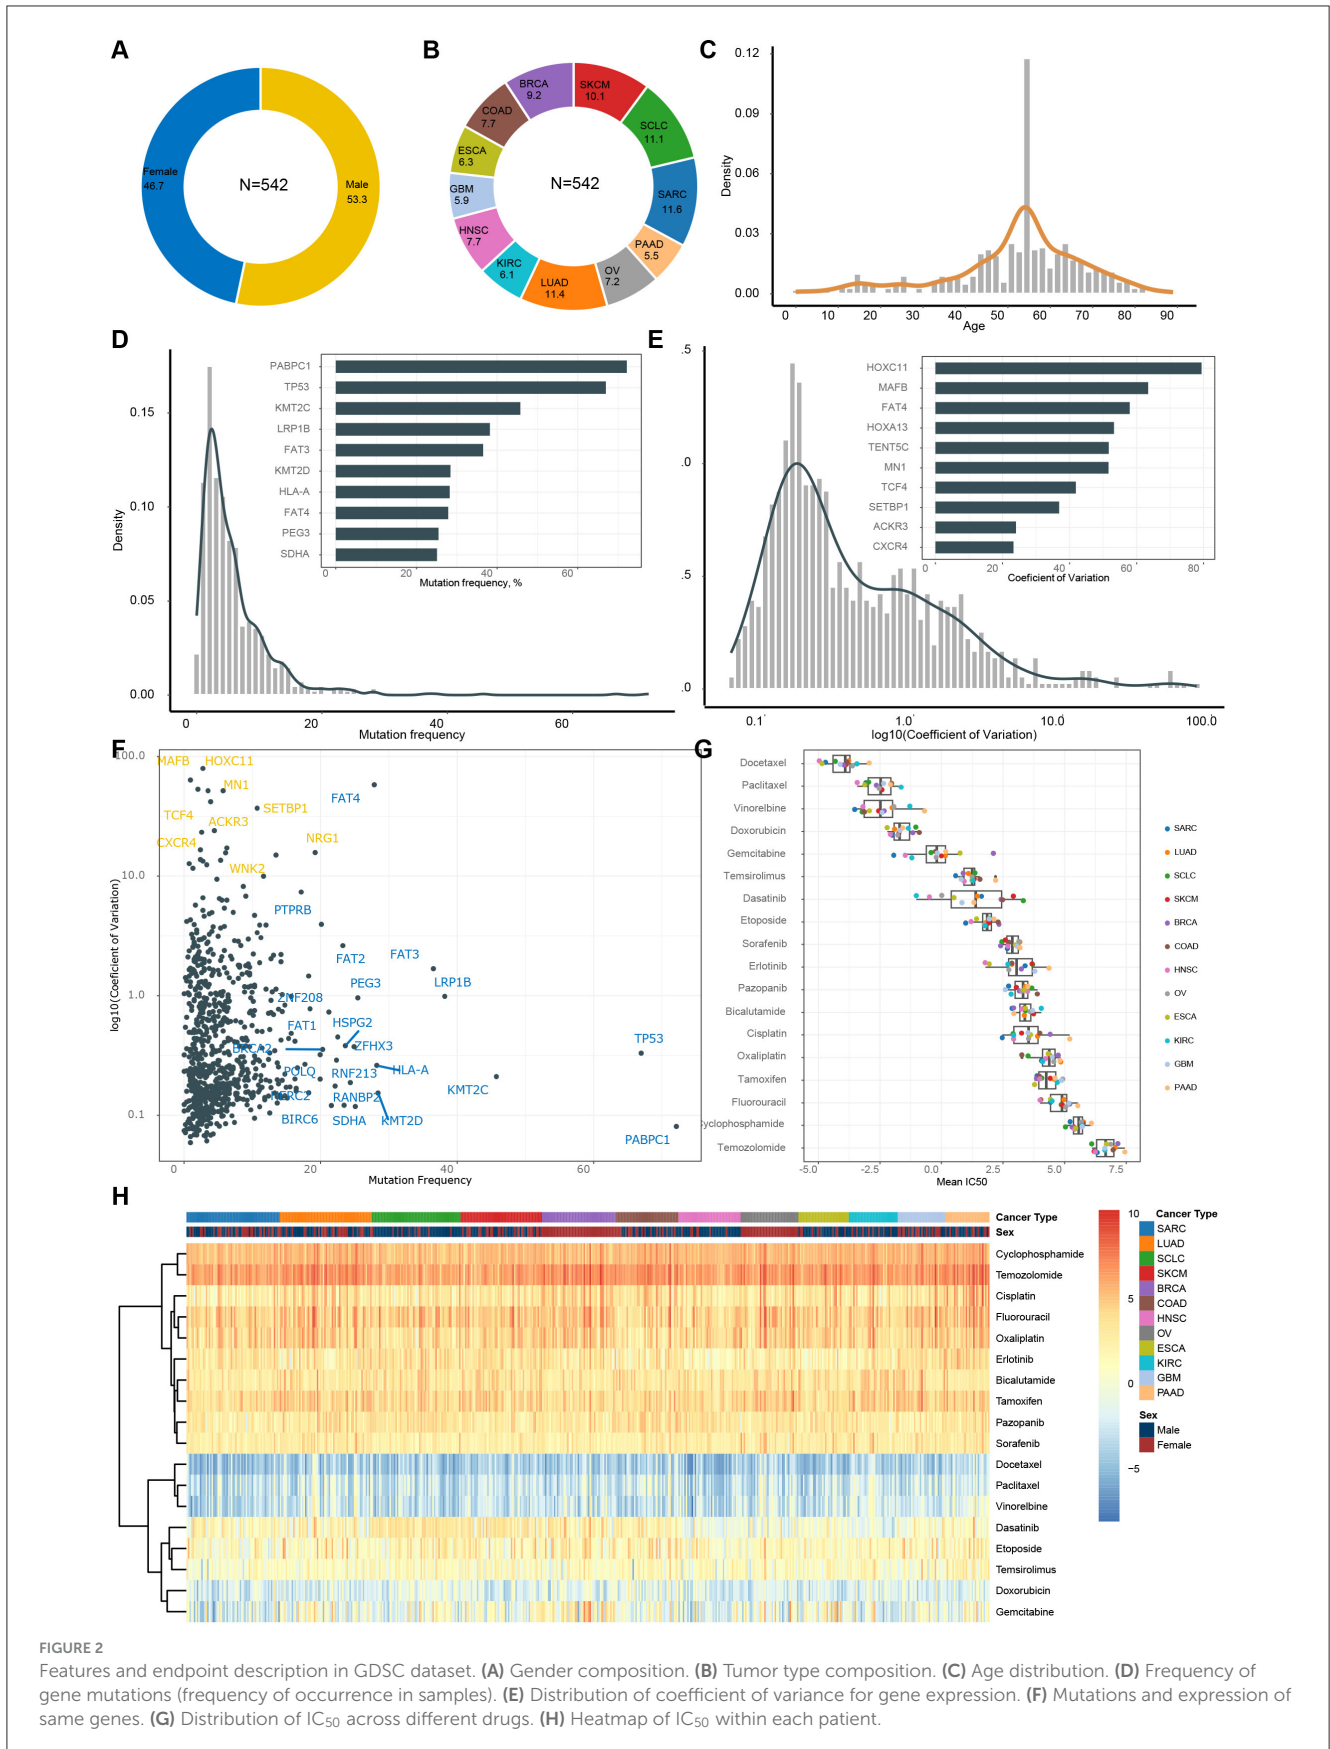 A
Female
46.7
N=542
Male
53.3
B
BRCA
9.2
SKCM
10.1
COAD
7.7
SCLC
11.1
ESCA
6.3
GBM
5.9
N=542
SARC
11.6
HNSC
7.7
PAAD
5.5
KIRC
6.1
OV
7.2
LUAD
11.4
C
0.12
0.09
0.06
0.03
0.00
Density
0 10 20 30 40 50 60 70 80 90
Age
D
0.15
0.10
0.05
0.00
Density
PABPC1
TP53
KMT2C
LRP1B
FAT3
KMT2D
HLA-A
FAT4
PEG3
SDHA
0 20 40 60
Mutation frequency, %
0 20 40 60
Mutation frequency
E
.5
.0
.5
.0
HOXC11
MAFB
FAT4
HOXA13
TENT5C
MN1
TCF4
SETBP1
ACKR3
CXCR4
0 20 40 60 80
Coeficient of Variation
0.1 1.0 10.0 100.0
log10(Coefficient of Variation)
F
100.0
10.0
1.0
0.1
log10(Coeficient of Variation)
MAFB HOXC11
MN1
FAT4
SETBP1
TCF4
ACKR3
NRG1
CXCR4
WNK2
PTPRB
FAT2
FAT3
PEG3
LRP1B
ZNF208
FAT1
HSPG2
BRCA2
ZFHX3
TP53
POLQ
RNF213
HLA-A
KMT2C
HERC2
RANBP2
BIRC6
SDHA
KMT2D
PABPC1
0 20 40 60
Mutation Frequency
G
Docetaxel
Paclitaxel
Vinorelbine
Doxorubicin
Gemcitabine
Temsirolimus
Dasatinib
Etoposide
Sorafenib
Erlotinib
Pazopanib
Bicalutamide
Cisplatin
Oxaliplatin
Tamoxifen
Fluorouracil
Cyclophosphamide
Temozolomide
-5.0 -2.5 0.0 2.5 5.0 7.5
Mean IC50
SARC
LUAD
SCLC
SKCM
BRCA
COAD
HNSC
OV
ESCA
KIRC
GBM
PAAD
H
Cancer Type
Sex
Cyclophosphamide
Temozolomide
Cisplatin
Fluorouracil
Oxaliplatin
Erlotinib
Bicalutamide
Tamoxifen
Pazopanib
Sorafenib
Docetaxel
Paclitaxel
Vinorelbine
Dasatinib
Etoposide
Temsirolimus
Doxorubicin
Gemcitabine
10
5
0
−5
Cancer Type
SARC
LUAD
SCLC
SKCM
BRCA
COAD
HNSC
OV
ESCA
KIRC
GBM
PAAD
Sex
Male
Female
FIGURE 2
Features and endpoint description in GDSC dataset. (A) Gender composition. (B) Tumor type composition. (C) Age distribution. (D) Frequency of
gene mutations (frequency of occurrence in samples). (E) Distribution of coefficient of variance for gene expression. (F) Mutations and expression of
same genes. (G) Distribution of IC50 across different drugs. (H) Heatmap of IC50 within each patient.